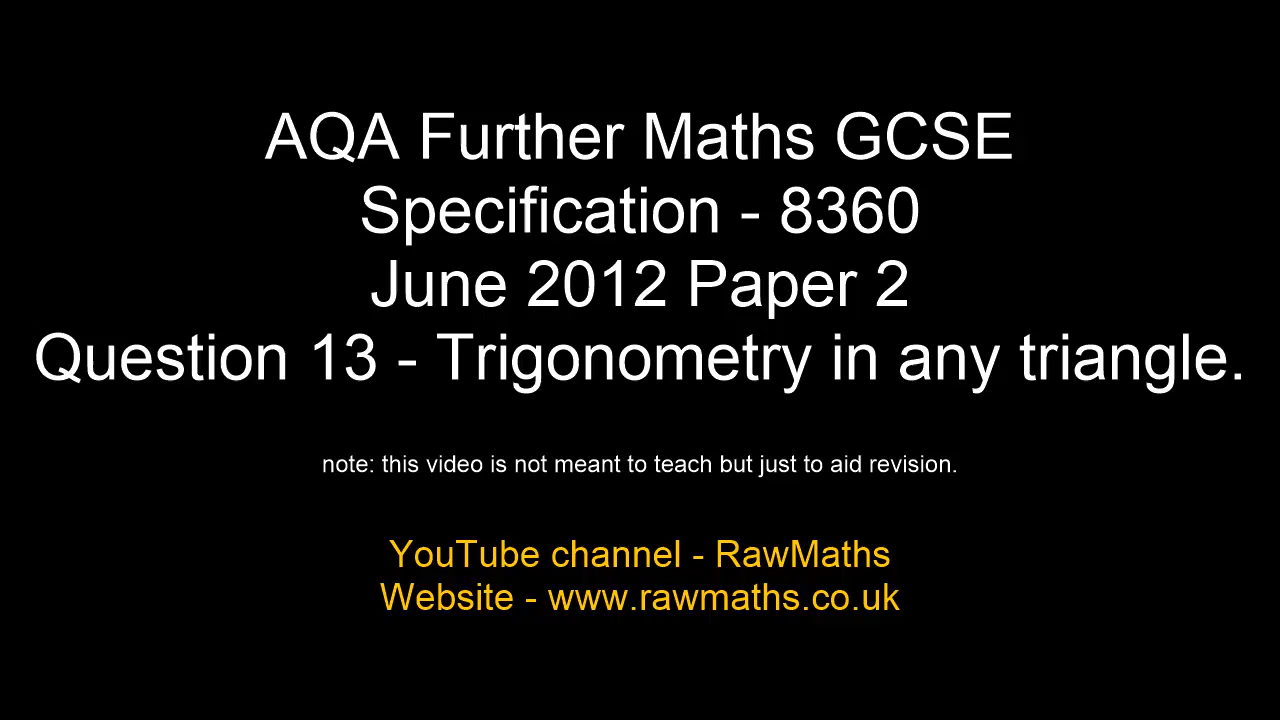 AQA Further Maths GCSE
Specification - 8360
June 2012 Paper 2
Question 13 - Trigonometry in any triangle.
note: this video is not meant to teach but just to aid revision.
YouTube channel - RawMaths
Website - www.rawmaths.co.uk